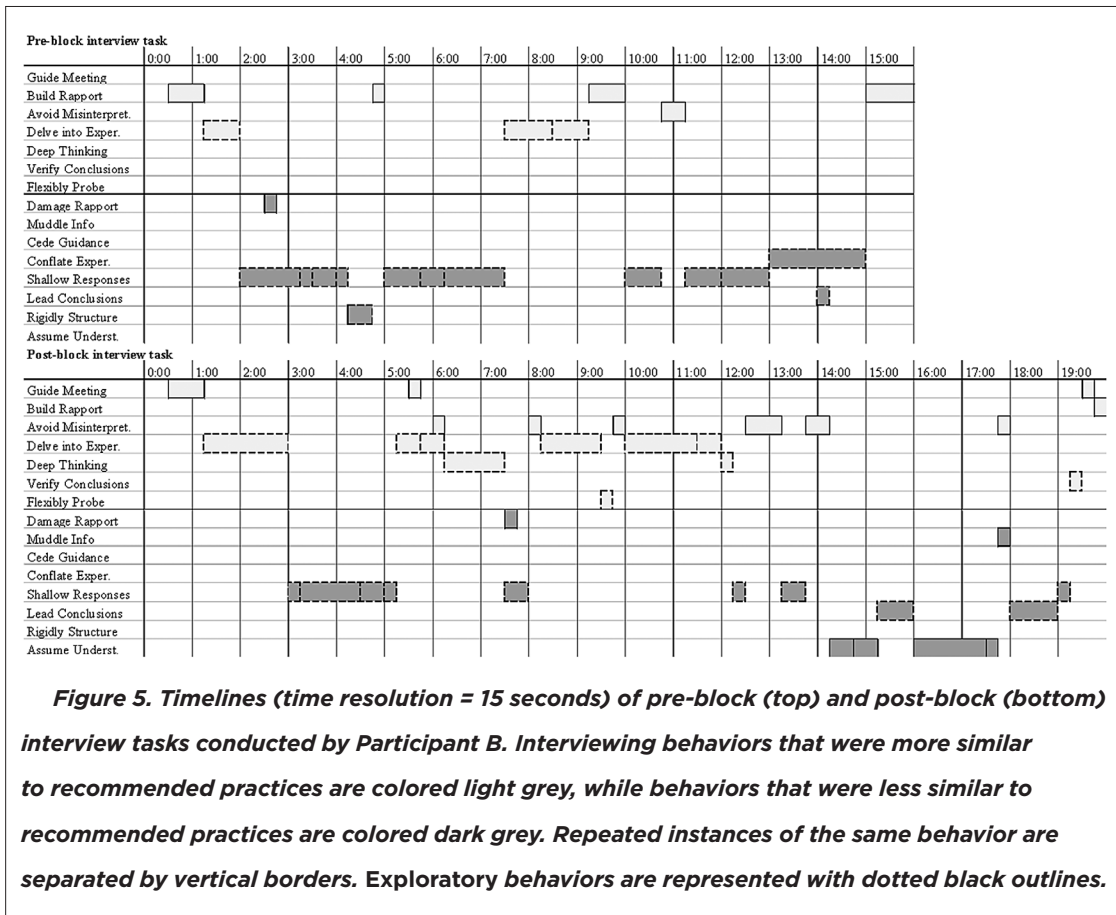 Pre-block interview task
0:00 1:00 2:00 3:00 4:00 5:00 6:00 7:00 8:00 9:00 10:00 11:00 12:00 13:00 14:00 15:00
Guide Meeting
Build Rapport
Avoid Misinterpret.
Delve into Exper.
Deep Thinking
Verify Conclusions
Flexibly Probe
Damage Rapport
Muddle Info
Cede Guidance
Conflate Exper.
Shallow Responses
Lead Conclusions
Rigidly Structure
Assume Underst.
Post-block interview task
0:00 1:00 2:00 3:00 4:00 5:00 6:00 7:00 8:00 9:00 10:00 11:00 12:00 13:00 14:00 15:00 16:00 17:00 18:00 19:00
Guide Meeting
Build Rapport
Avoid Misinterpret.
Delve into Exper.
Deep Thinking
Verify Conclusions
Flexibly Probe
Damage Rapport
Muddle Info
Cede Guidance
Conflate Exper.
Shallow Responses
Lead Conclusions
Rigidly Structure
Assume Underst.
Figure 5. Timelines (time resolution = 15 seconds) of pre-block (top) and post-block (bottom)
interview tasks conducted by Participant B. Interviewing behaviors that were more similar
to recommended practices are colored light grey, while behaviors that were less similar to
recommended practices are colored dark grey. Repeated instances of the same behavior are
separated by vertical borders. Exploratory behaviors are represented with dotted black outlines.